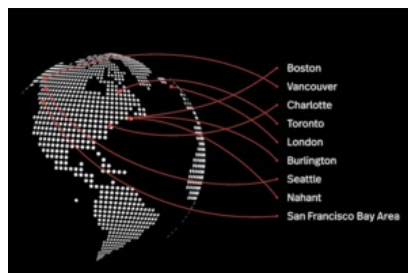 Boston
Vancouver
Charlotte
Toronto
London
Burlington
Seattle
Nahant
San Francisco Bay Area